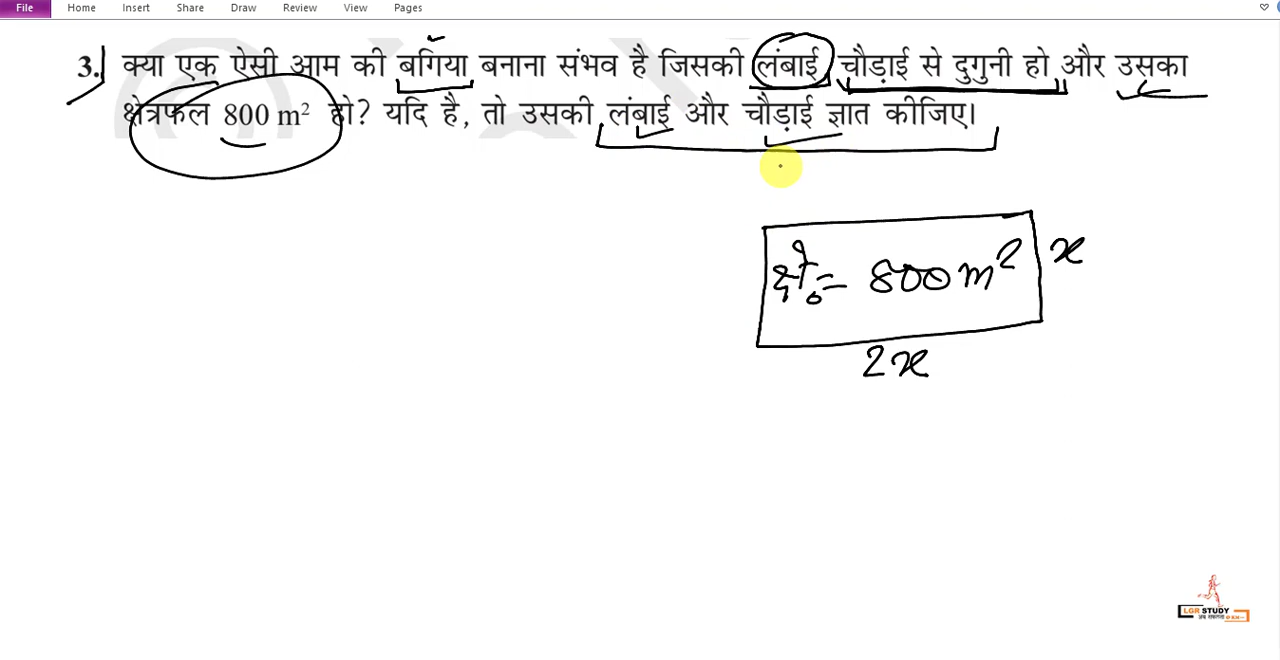 File Home Insert Share Draw Review View Pages
3. क्या एक ऐसी आम की बगिया बनाना संभव है जिसकी लंबाई, चौड़ाई से दुगुनी हो और उसका
क्षेत्रफल 800 m² हो? यदि है, तो उसकी लंबाई और चौड़ाई ज्ञात कीजिए।
क्षे० = 800 m² x
2x
LGR STUDY